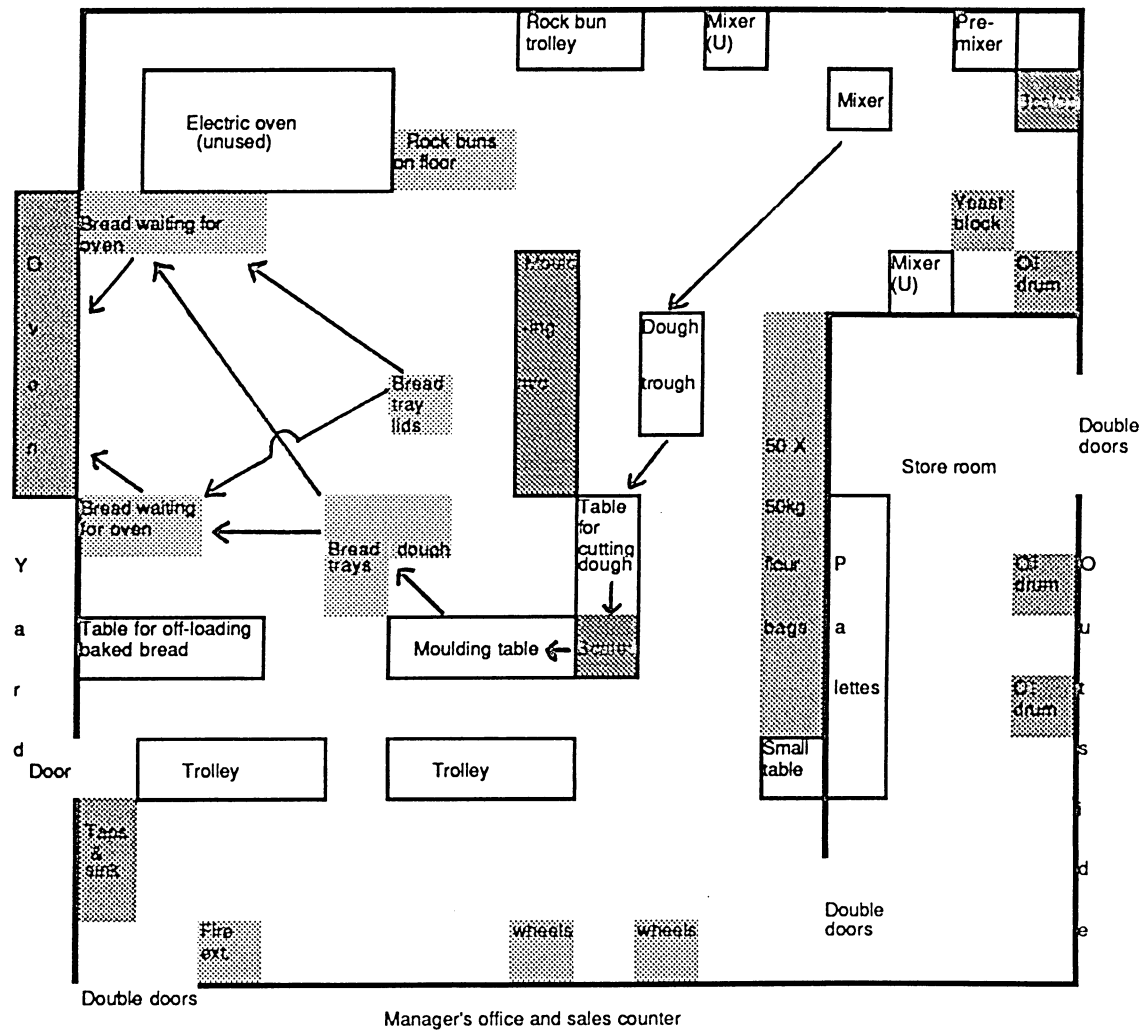 Rock bun
trolley
Mixer
(U)
Pre-
mixer
Mixer
Electric oven
(unused)
Rock buns
on floor
Yeast
block
Bread waiting for
oven
O
v
e
n
Mixer
(U)
Oil
drum
-ing
Dough
trough
Bread
tray
lids
Double
doors
50 X
50kg
flour
bags
Store room
Bread waiting
for oven
Table
for
cutting
dough
Bread
trays
dough
P
a
lettes
Oil
drum
Oil
drum
Y
a
r
d
O
u
t
s
i
d
e
Table for off-loading
baked bread
Moulding table
Door
Trolley
Trolley
Small
table
Taps
&
sink
Double
doors
Fire
ext.
wheels
wheels
Double doors
Manager's office and sales counter